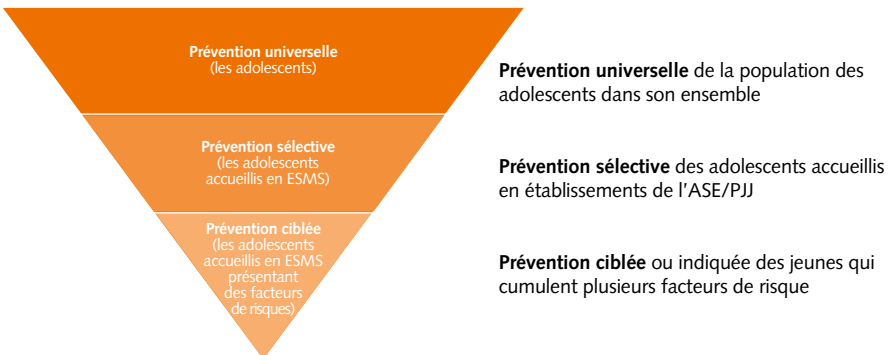 Prévention universelle
(les adolescents)
Prévention universelle de la population des
adolescents dans son ensemble
Prévention sélective
(les adolescents
accueillis en ESMS)
Prévention sélective des adolescents accueillis
en établissements de l'ASE/PJJ
Prévention ciblée
(les adolescents
accueillis en ESMS
présentant
des facteurs
de risques)
Prévention ciblée ou indiquée des jeunes qui
cumulent plusieurs facteurs de risque